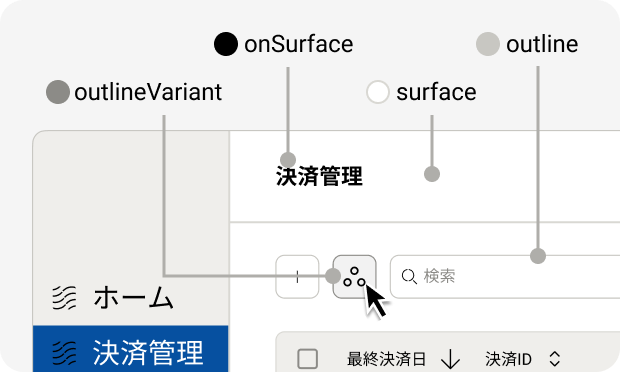 onSurface
outline
outlineVariant
surface
決済管理
検索
ホーム
決済管理
最終決済日
決済ID